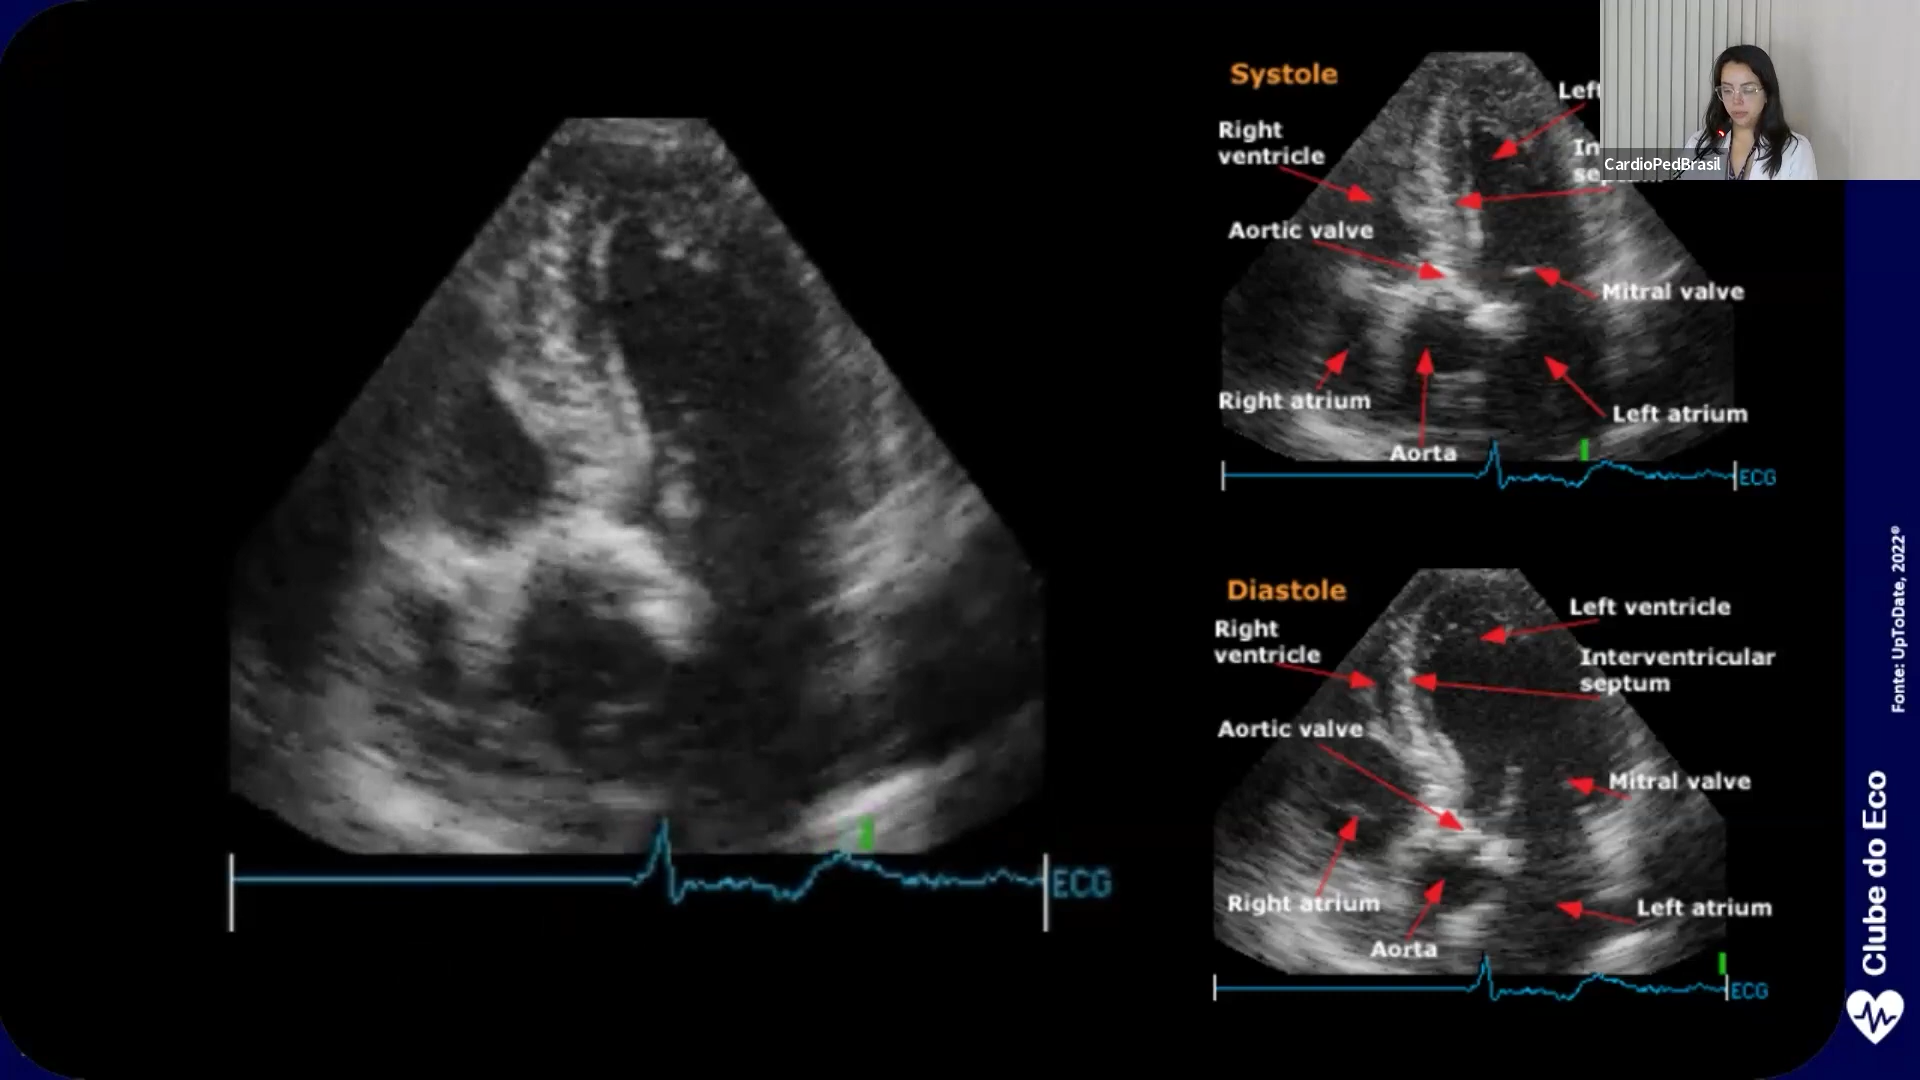 Systole
Left
Right
ventricle
In
Aortic valve
Mitral valve
Right atrium
Left atrium
Aorta
ECG
CardioPedBrasil
ECG
Diastole
Left ventricle
Right
ventricle
Interventricular
septum
Aortic valve
Mitral valve
Right atrium
Left atrium
Aorta
ECG
Fonte: UpToDate, 2022®
Clube do Eco